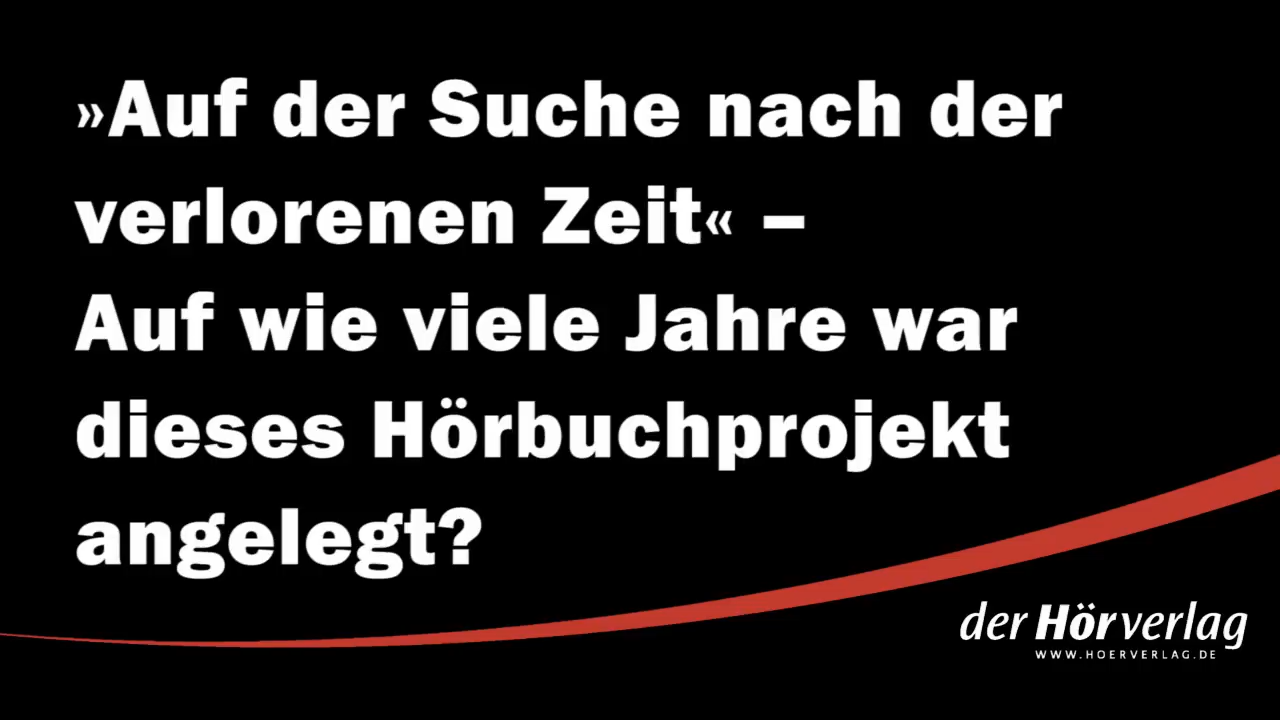 »Auf der Suche nach der
verlorenen Zeit« –
Auf wie viele Jahre war
dieses Hörbuchprojekt
angelegt?
der Hörverlag
WWW.HOERVERLAG.DE